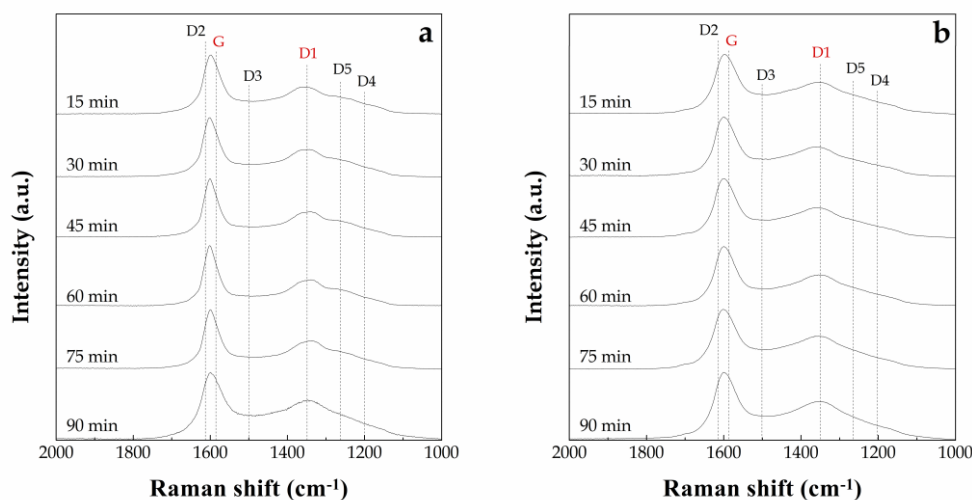 a
D2
G
D3
D1
D5
D4
15 min
30 min
45 min
60 min
75 min
90 min
2000 1800 1600 1400 1200 1000
Intensity (a.u.)
Raman shift (cm-1)
b
D2
G
D3
D1
D5
D4
15 min
30 min
45 min
60 min
75 min
90 min
2000 1800 1600 1400 1200 1000
Intensity (a.u.)
Raman shift (cm-1)